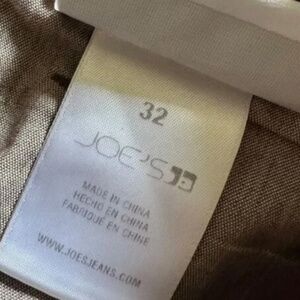 32
JOE'S
MADE IN CHINA
HECHO EN CHINA
FABRIQUÉ EN CHINE
WWW.JOESJEANS.COM